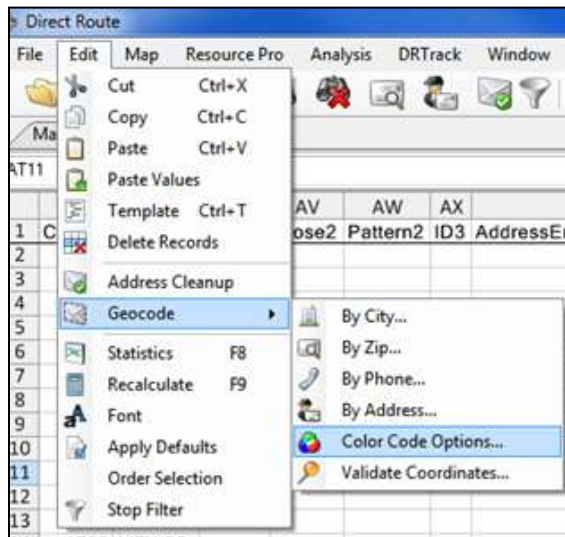 Direct Route
File Edit Map Resource Pro Analysis DRTrack Window
Cut Ctrl+X
Copy Ctrl+C
Paste Ctrl+V
Paste Values
Template Ctrl+T
Delete Records
Address Cleanup
Geocode
Statistics F8
Recalculate F9
Font
Apply Defaults
Order Selection
Stop Filter
By City...
By Zip...
By Phone...
By Address...
Color Code Options...
Validate Coordinates...
Ma
AT11
AV AW AX
1 C ose2 Pattern2 ID3 AddressEr
2
3
4
5
6
7
8
9
10
11
12
13